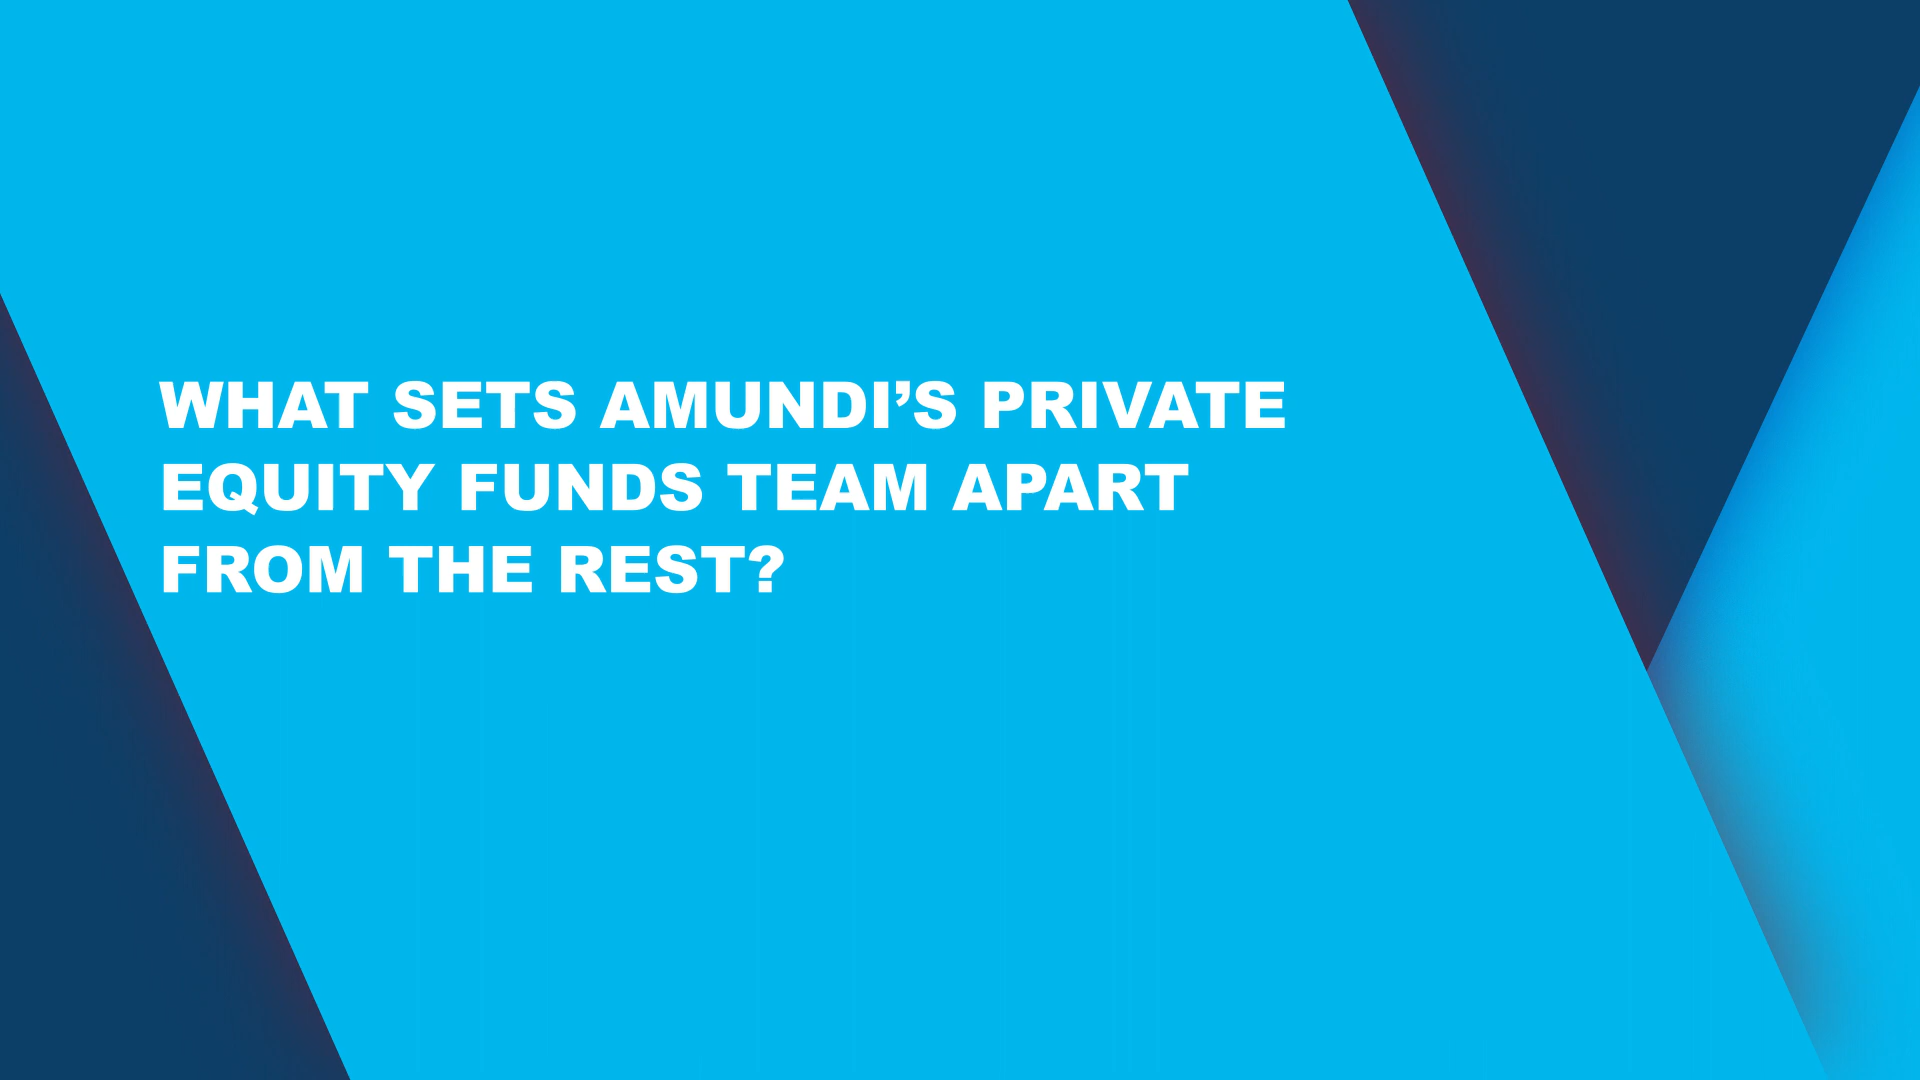 WHAT SETS AMUNDI’S PRIVATE
EQUITY FUNDS TEAM APART
FROM THE REST?